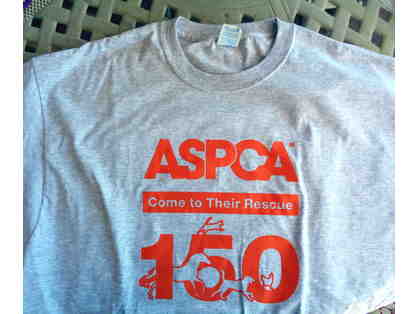 ASPCA®
Come to Their Rescue
150